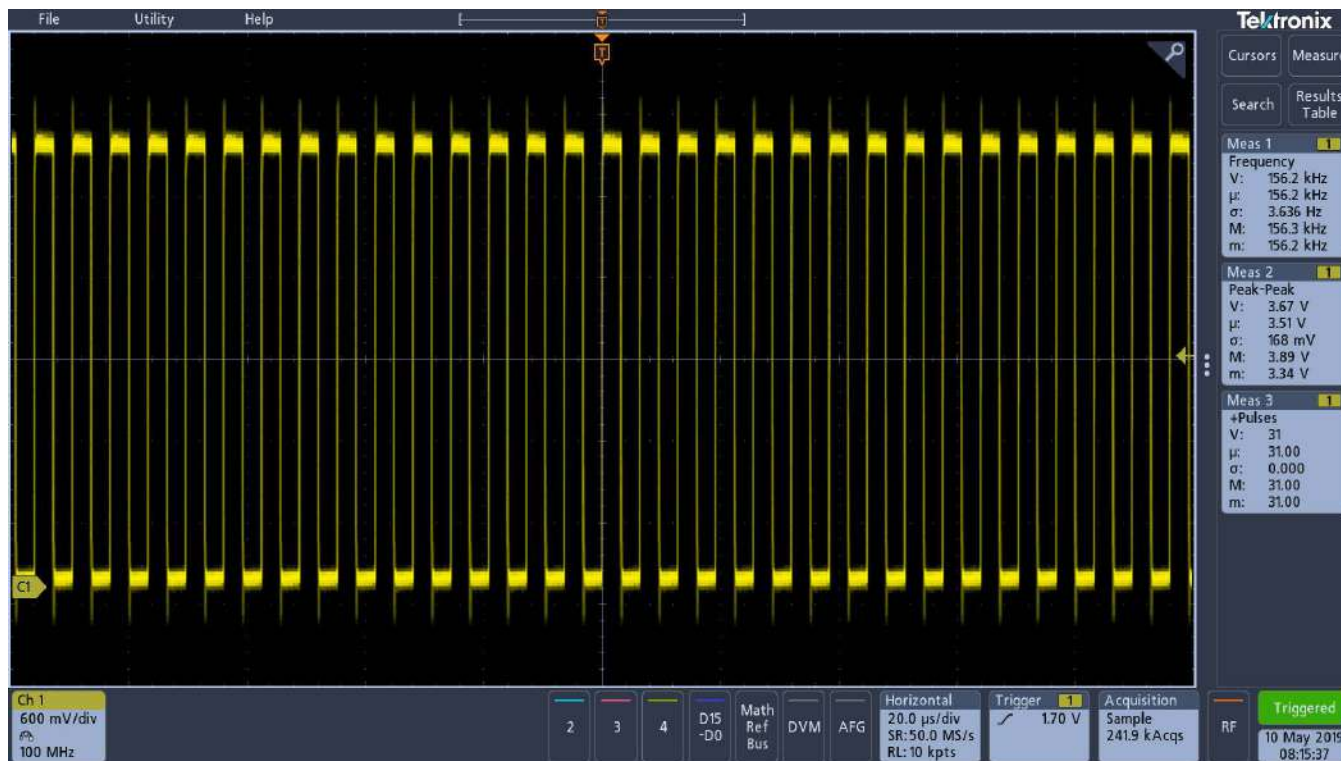 File Utility Help
[ T ]
Tektronix
T
Cursors Measure
Search Results
Table
Meas 1 1
Frequency
V: 156.2 kHz
μ: 156.2 kHz
σ: 3.636 Hz
M: 156.3 kHz
m: 156.2 kHz
Meas 2 1
Peak-Peak
V: 3.67 V
μ: 3.51 V
σ: 168 mV
M: 3.89 V
m: 3.34 V
Meas 3 1
+Pulses
V: 31
μ: 31.00
σ: 0.000
M: 31.00
m: 31.00
C1
Ch 1
600 mV/div
100 MHz
2
3
4
D15
-D0
Math
Ref
Bus
DVM
AFG
Horizontal
20.0 μs/div
SR: 50.0 MS/s
RL: 10 kpts
Trigger 1
1.70 V
Acquisition
Sample
241.9 kAcqs
RF
Triggered
10 May 2019
08:15:37